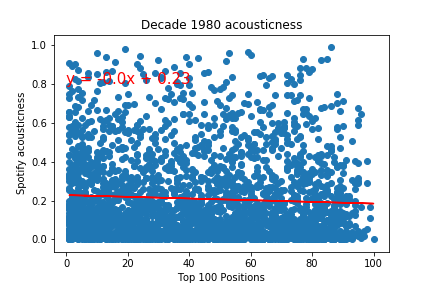 Decade 1980 acousticness
y = -0.0x + 0.23
Spotify acousticness
1.0
0.8
0.6
0.4
0.2
0.0
0 20 40 60 80 100
Top 100 Positions